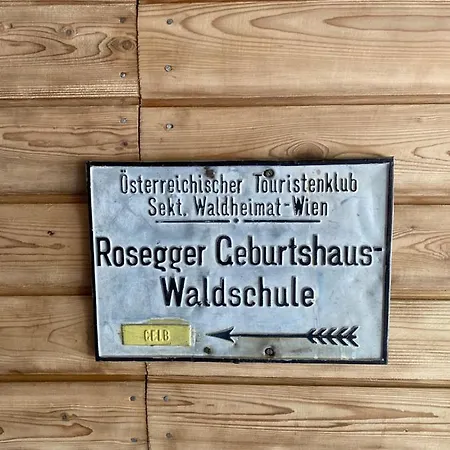 Österreichischer Touristenklub
Sekt. Waldheimat-Wien
Rosegger Geburtshaus-
Waldschule
GELB